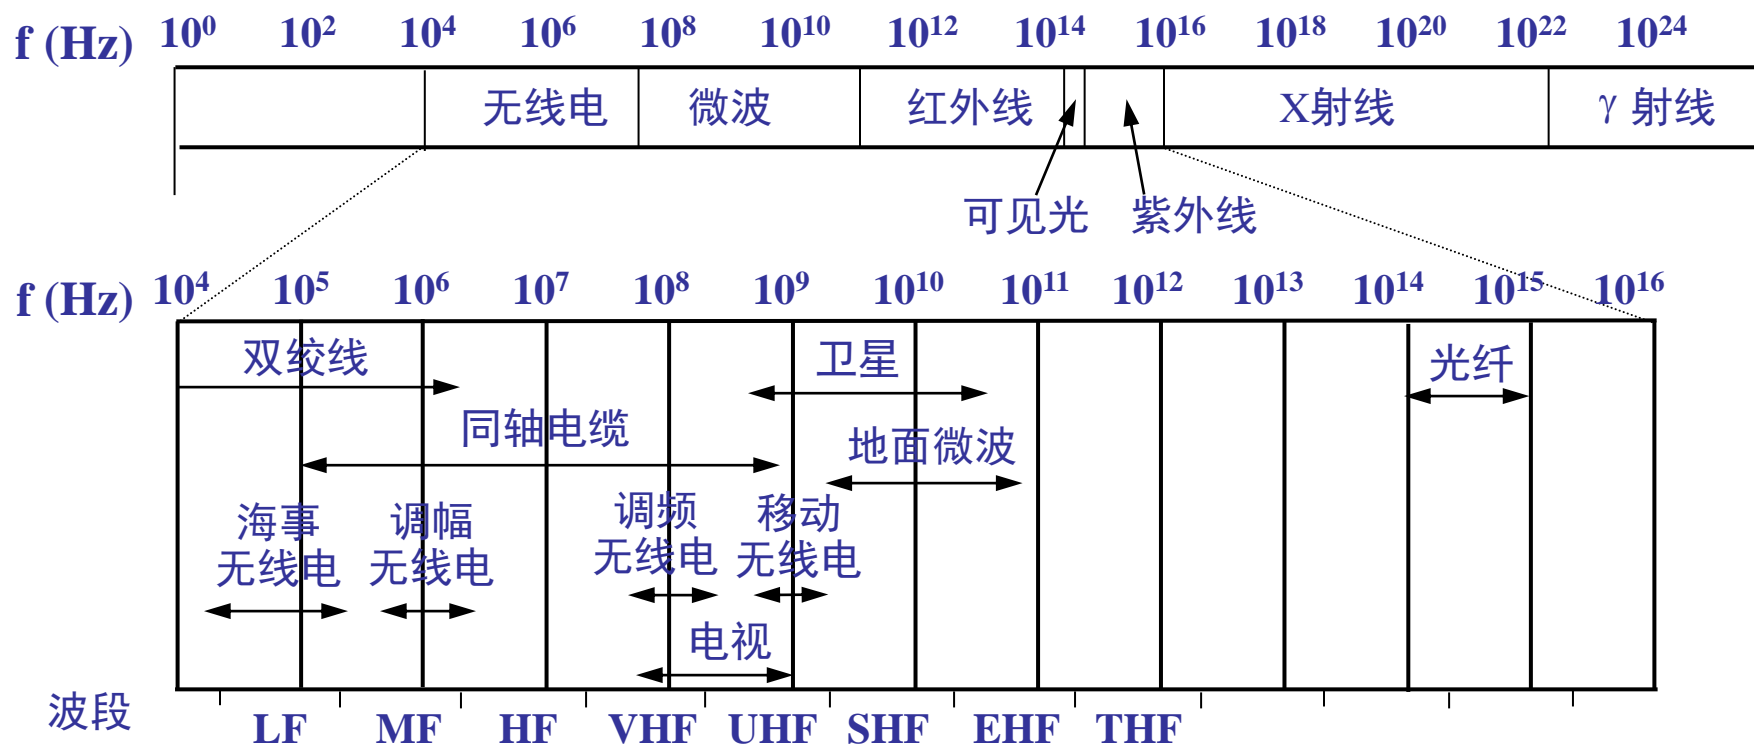 f (Hz) 10⁰ 10² 10⁴ 10⁶ 10⁸ 10¹⁰ 10¹² 10¹⁴ 10¹⁶ 10¹⁸ 10²⁰ 10²² 10²⁴
无线电 微波 红外线 X射线 γ 射线
可见光 紫外线
f (Hz) 10⁴ 10⁵ 10⁶ 10⁷ 10⁸ 10⁹ 10¹⁰ 10¹¹ 10¹² 10¹³ 10¹⁴ 10¹⁵ 10¹⁶
双绞线 卫星 光纤
同轴电缆 地面微波
海事 调幅 调频 移动
无线电 无线电 无线电 无线电
电视
波段 LF MF HF VHF UHF SHF EHF THF